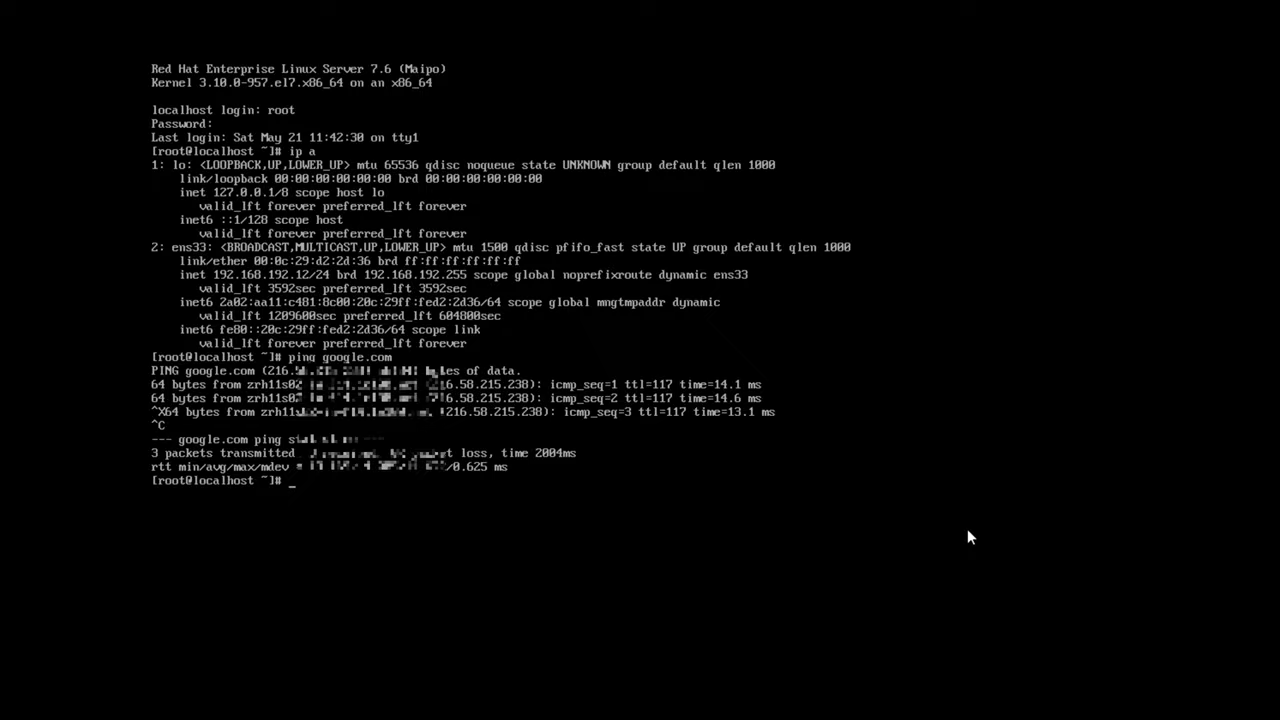 Red Hat Enterprise Linux Server 7.6 (Maipo)
Kernel 3.10.0-957.el7.x86_64 on an x86_64
localhost login: root
Password:
Last login: Sat May 21 11:42:30 on tty1
[root@localhost ~]# ip a
1: lo: <LOOPBACK,UP,LOWER_UP> mtu 65536 qdisc noqueue state UNKNOWN group default qlen 1000
link/loopback 00:00:00:00:00:00 brd 00:00:00:00:00:00
inet 127.0.0.1/8 scope host lo
valid_lft forever preferred_lft forever
inet6 ::1/128 scope host
valid_lft forever preferred_lft forever
2: ens33: <BROADCAST,MULTICAST,UP,LOWER_UP> mtu 1500 qdisc pfifo_fast state UP group default qlen 1000
link/ether 00:0c:29:d2:2d:36 brd ff:ff:ff:ff:ff:ff
inet 192.168.192.12/24 brd 192.168.192.255 scope global noprefixroute dynamic ens33
valid_lft 3592sec preferred_lft 3592sec
inet6 2a02:aa11:c481:8c00:20c:29ff:fed2:2d36/64 scope global mngtmpaddr dynamic
valid_lft 1209600sec preferred_lft 604800sec
inet6 fe80::20c:29ff:fed2:2d36/64 scope link
valid_lft forever preferred_lft forever
[root@localhost ~]# ping google.com
PING google.com (216. of data.
64 bytes from zrh11s02 16.58.215.238): icmp_seq=1 ttl=117 time=14.1 ms
64 bytes from zrh11s02 16.58.215.238): icmp_seq=2 ttl=117 time=14.6 ms
^X64 bytes from zrh11s 216.58.215.238): icmp_seq=3 ttl=117 time=13.1 ms
^C
--- google.com ping
3 packets transmitted loss, time 2004ms
rtt min/avg/max/mdev /0.625 ms
[root@localhost ~]# _